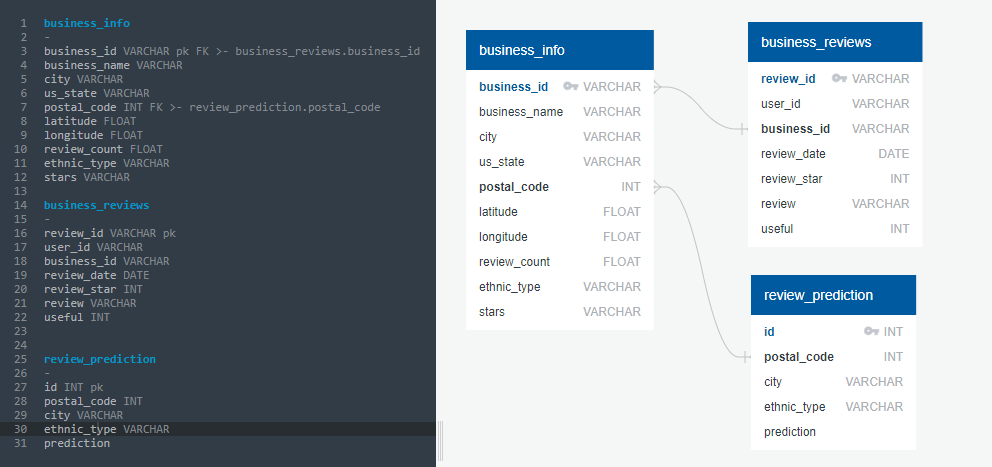 1 business_info
2 -
3 business_id VARCHAR pk FK >- business_reviews.business_id
4 business_name VARCHAR
5 city VARCHAR
6 us_state VARCHAR
7 postal_code INT FK >- review_prediction.postal_code
8 latitude FLOAT
9 longitude FLOAT
10 review_count FLOAT
11 ethnic_type VARCHAR
12 stars VARCHAR
13
14 business_reviews
15 -
16 review_id VARCHAR pk
17 user_id VARCHAR
18 business_id VARCHAR
19 review_date DATE
20 review_star INT
21 review VARCHAR
22 useful INT
23
24
25 review_prediction
26 -
27 id INT pk
28 postal_code INT
29 city VARCHAR
30 ethnic_type VARCHAR
31 prediction
business_info
business_id VARCHAR
business_name VARCHAR
city VARCHAR
us_state VARCHAR
postal_code INT
latitude FLOAT
longitude FLOAT
review_count FLOAT
ethnic_type VARCHAR
stars VARCHAR
business_reviews
review_id VARCHAR
user_id VARCHAR
business_id VARCHAR
review_date DATE
review_star INT
review VARCHAR
useful INT
review_prediction
id INT
postal_code INT
city VARCHAR
ethnic_type VARCHAR
prediction